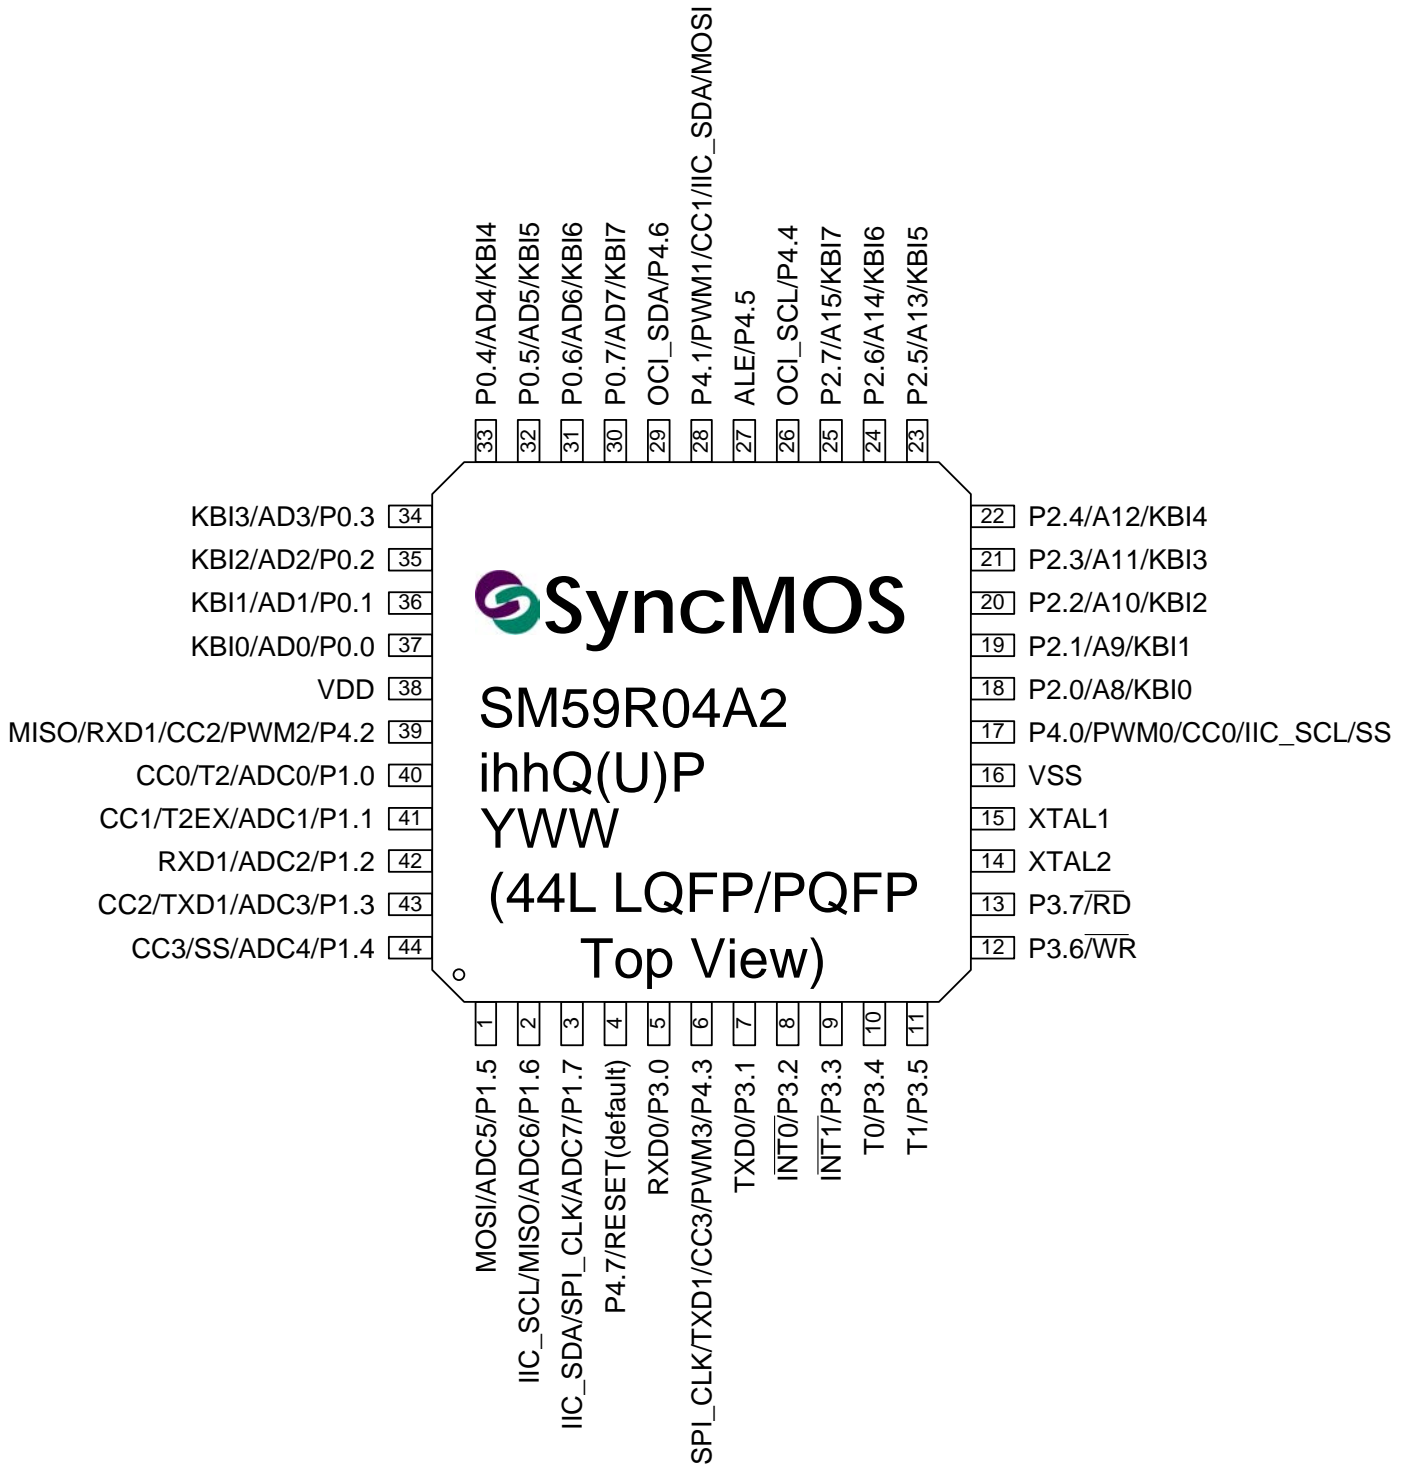 P0.4/AD4/KBI4
P0.5/AD5/KBI5
P0.6/AD6/KBI6
P0.7/AD7/KBI7
OCI_SDA/P4.6
P4.1/PWM1/CC1/IIC_SDA/MOSI
ALE/P4.5
OCI_SCL/P4.4
P2.7/A15/KBI7
P2.6/A14/KBI6
P2.5/A13/KBI5
33
32
31
30
29
28
27
26
25
24
23
KBI3/AD3/P0.3 34
KBI2/AD2/P0.2 35
KBI1/AD1/P0.1 36
KBI0/AD0/P0.0 37
VDD 38
MISO/RXD1/CC2/PWM2/P4.2 39
CC0/T2/ADC0/P1.0 40
CC1/T2EX/ADC1/P1.1 41
RXD1/ADC2/P1.2 42
CC2/TXD1/ADC3/P1.3 43
CC3/SS/ADC4/P1.4 44
SyncMOS
SM59R04A2
ihhQ(U)P
YWW
(44L LQFP/PQFP
Top View)
22 P2.4/A12/KBI4
21 P2.3/A11/KBI3
20 P2.2/A10/KBI2
19 P2.1/A9/KBI1
18 P2.0/A8/KBI0
17 P4.0/PWM0/CC0/IIC_SCL/SS
16 VSS
15 XTAL1
14 XTAL2
13 P3.7/RD
12 P3.6/WR
1
2
3
4
5
6
7
8
9
10
11
MOSI/ADC5/P1.5
IIC_SCL/MISO/ADC6/P1.6
IIC_SDA/SPI_CLK/ADC7/P1.7
P4.7/RESET(default)
RXD0/P3.0
SPI_CLK/TXD1/CC3/PWM3/P4.3
TXD0/P3.1
INT0/P3.2
INT1/P3.3
T0/P3.4
T1/P3.5